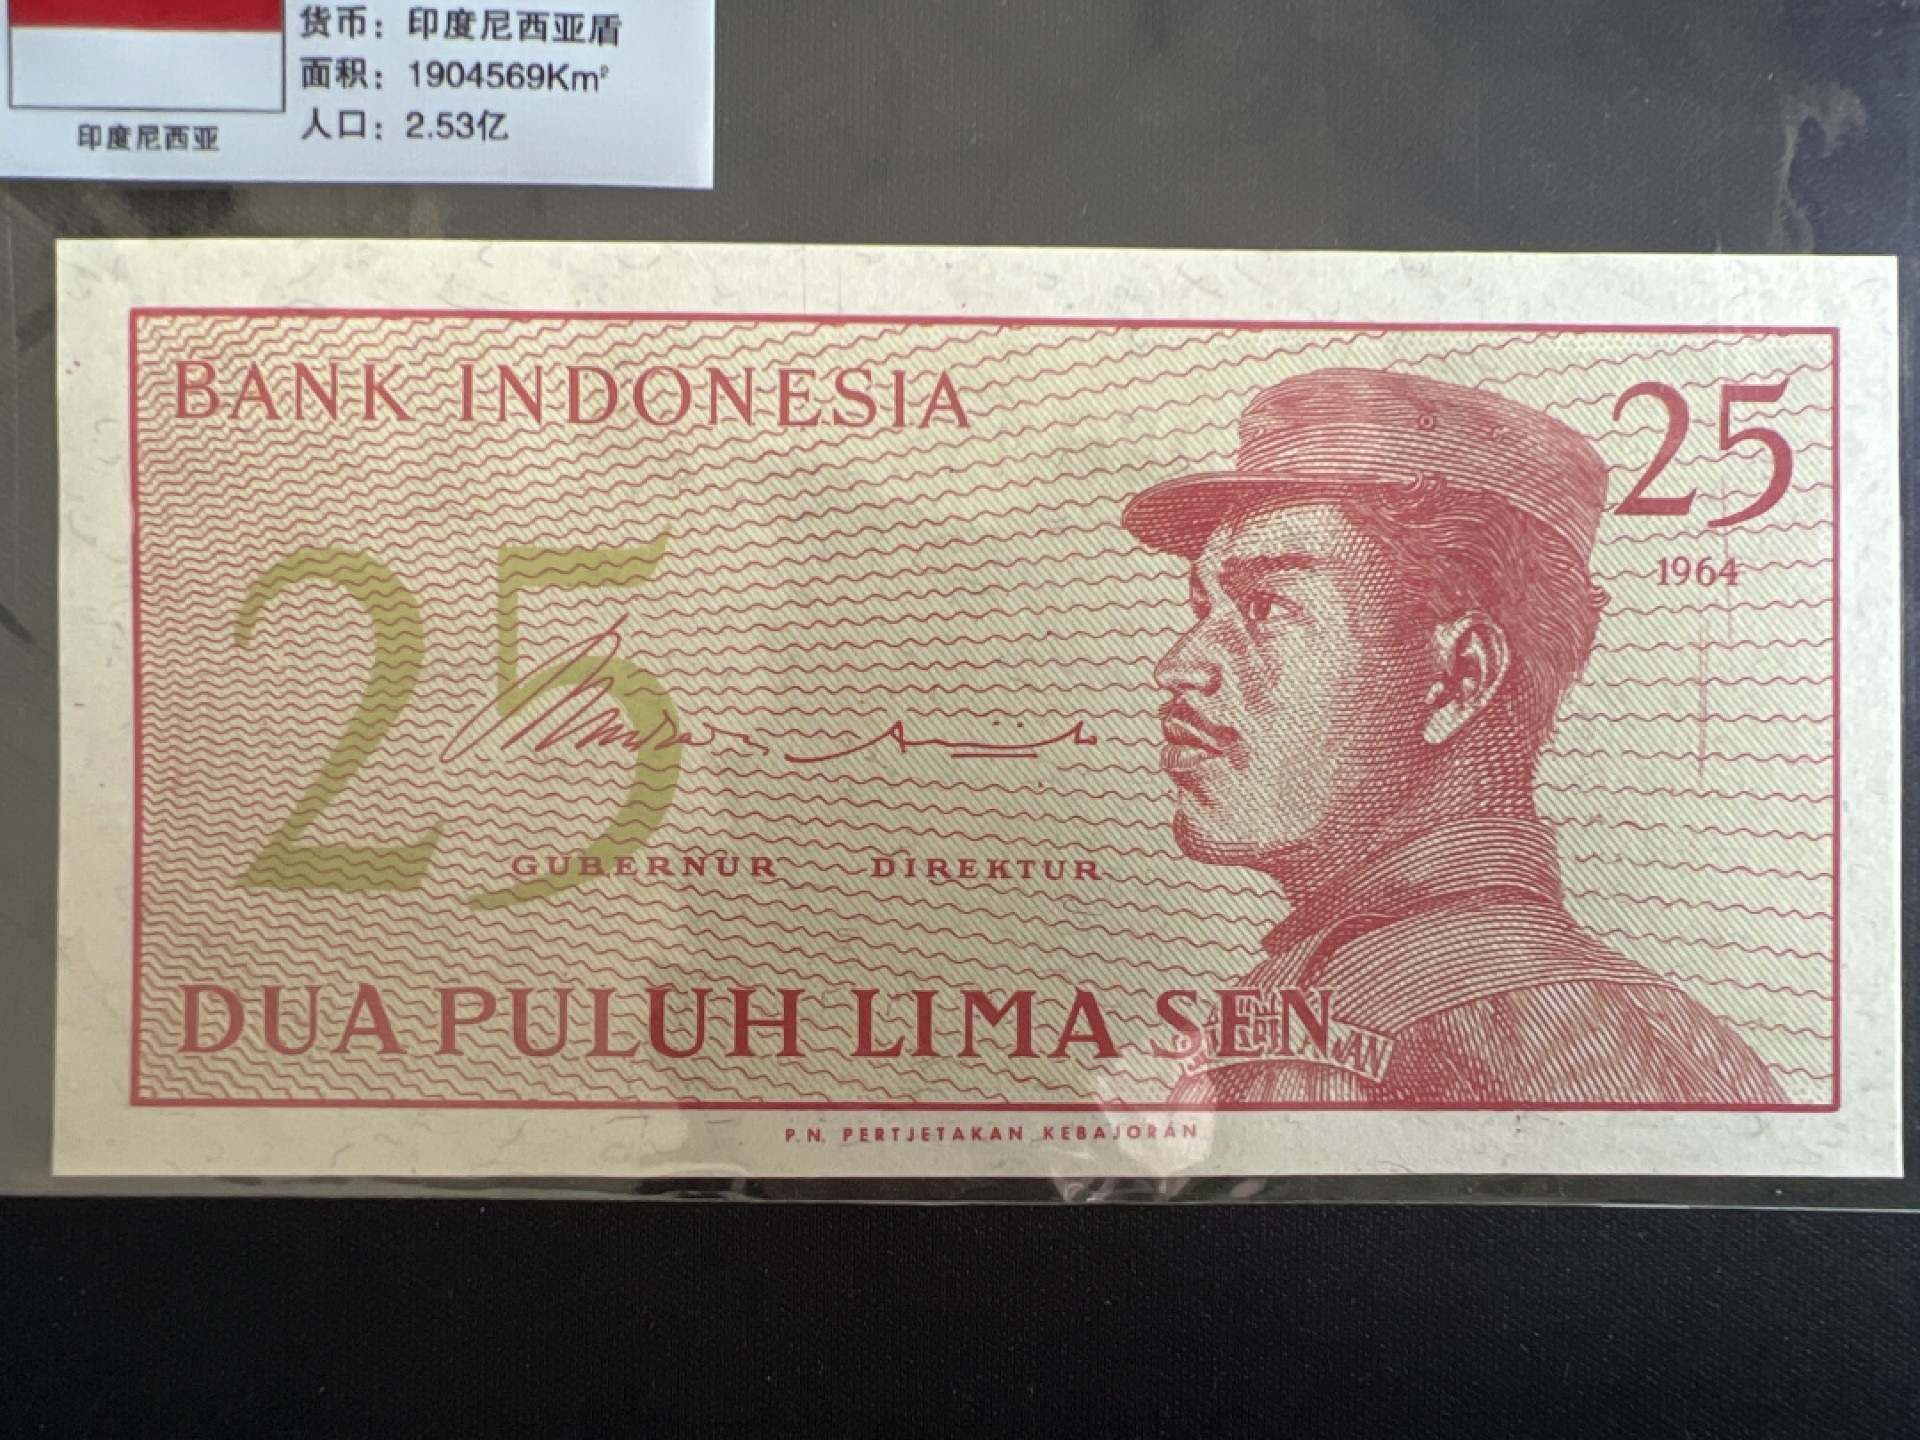 货币：印度尼西亚盾
面积：1904569Km²
人口：2.53亿
印度尼西亚
BANK INDONESIA
25
1964
25
GUBERNUR DIREKTUR
DUA PULUH LIMA SEN
P.N. PERTJETAKAN KEBAJORAN